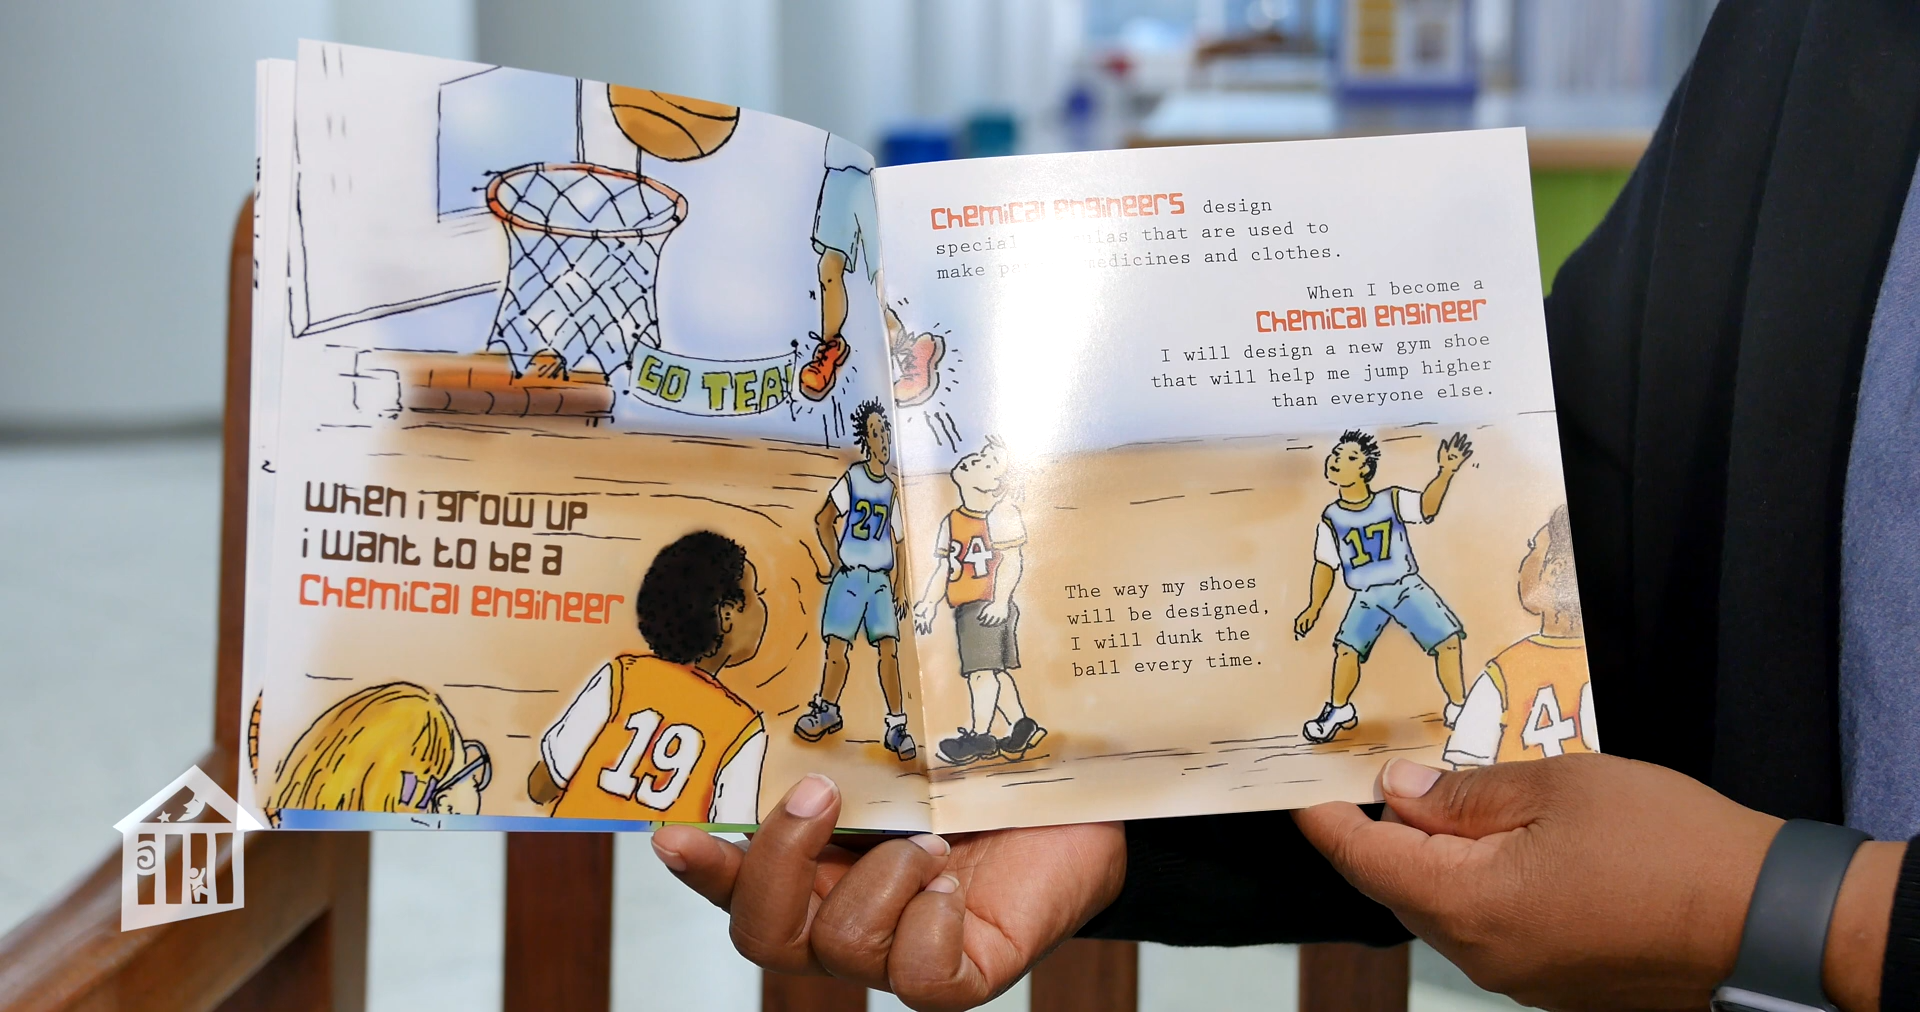 GO TEA
27
when i grow up
i want to be a
chemical engineer
19
chemical engineers design
special that are used to
make medicines and clothes.
When I become a
chemical engineer
I will design a new gym shoe
that will help me jump higher
than everyone else.
34
17
The way my shoes
will be designed,
I will dunk the
ball every time.
4